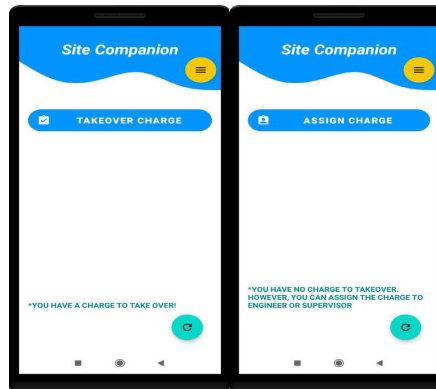 Site Companion
TAKEOVER CHARGE
*YOU HAVE A CHARGE TO TAKE OVER!
Site Companion
ASSIGN CHARGE
*YOU HAVE NO CHARGE TO TAKEOVER.
HOWEVER, YOU CAN ASSIGN THE CHARGE TO
ENGINEER OR SUPERVISOR